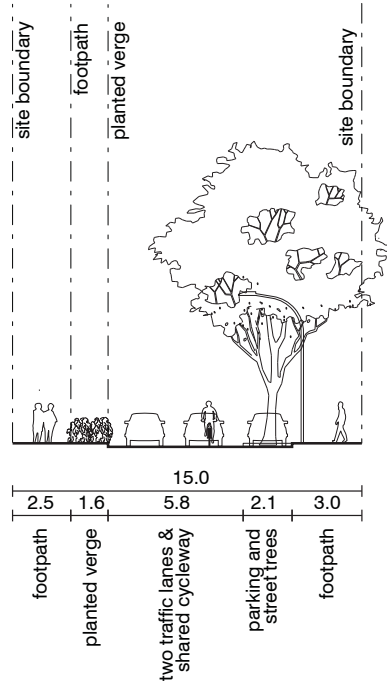 site boundary
footpath
planted verge
site boundary
15.0
2.5 1.6 5.8 2.1 3.0
footpath
planted verge
two traffic lanes &
shared cycleway
parking and
street trees
footpath